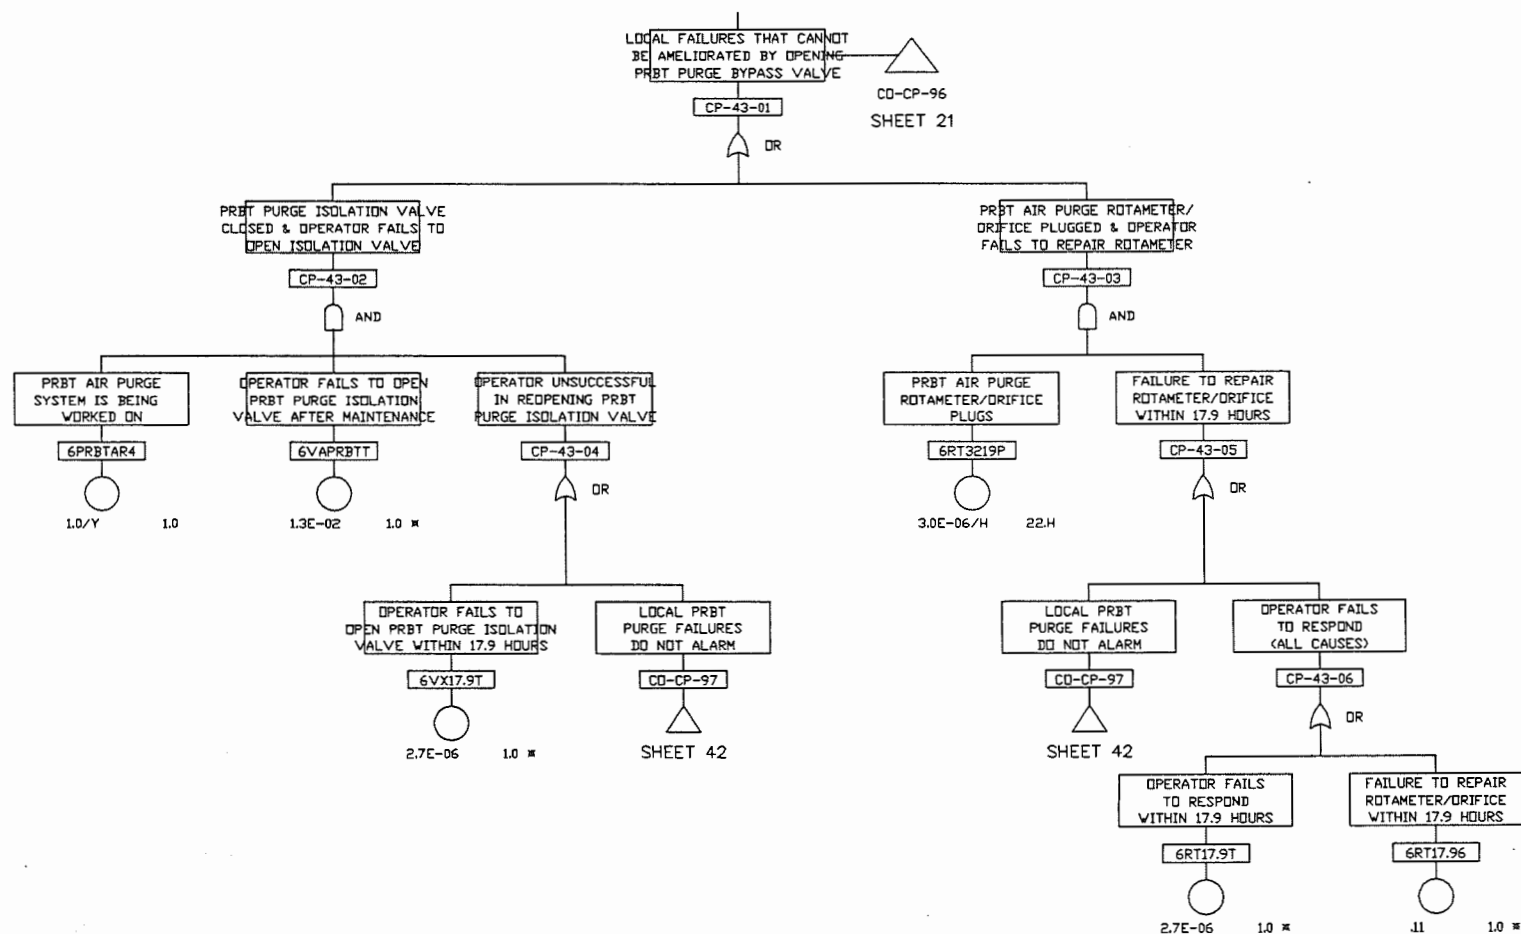 LOCAL FAILURES THAT CANNOT
BE AMELIORATED BY OPENING
PRBT PURGE BYPASS VALVE
CO-CP-96
SHEET 21
CP-43-01
OR
PRBT PURGE ISOLATION VALVE
CLOSED & OPERATOR FAILS TO
OPEN ISOLATION VALVE
CP-43-02
AND
PRBT AIR PURGE ROTAMETER/
ORIFICE PLUGGED & OPERATOR
FAILS TO REPAIR ROTAMETER
CP-43-03
AND
PRBT AIR PURGE
SYSTEM IS BEING
WORKED ON
6PRBTAR4
1.0/Y 1.0
OPERATOR FAILS TO OPEN
PRBT PURGE ISOLATION
VALVE AFTER MAINTENANCE
6VAPRBTT
1.3E-02 1.0 *
OPERATOR UNSUCCESSFUL
IN REOPENING PRBT
PURGE ISOLATION VALVE
CP-43-04
OR
PRBT AIR PURGE
ROTAMETER/ORIFICE
PLUGS
6RT3219P
3.0E-06/H 22.H
FAILURE TO REPAIR
ROTAMETER/ORIFICE
WITHIN 17.9 HOURS
CP-43-05
OR
OPERATOR FAILS TO
OPEN PRBT PURGE ISOLATION
VALVE WITHIN 17.9 HOURS
6VX17.9T
2.7E-06 1.0 *
LOCAL PRBT
PURGE FAILURES
DO NOT ALARM
CO-CP-97
SHEET 42
LOCAL PRBT
PURGE FAILURES
DO NOT ALARM
CO-CP-97
SHEET 42
OPERATOR FAILS
TO RESPOND
(ALL CAUSES)
CP-43-06
OR
OPERATOR FAILS
TO RESPOND
WITHIN 17.9 HOURS
6RT17.9T
2.7E-06 1.0 *
FAILURE TO REPAIR
ROTAMETER/ORIFICE
WITHIN 17.9 HOURS
6RT17.96
.11 1.0 *